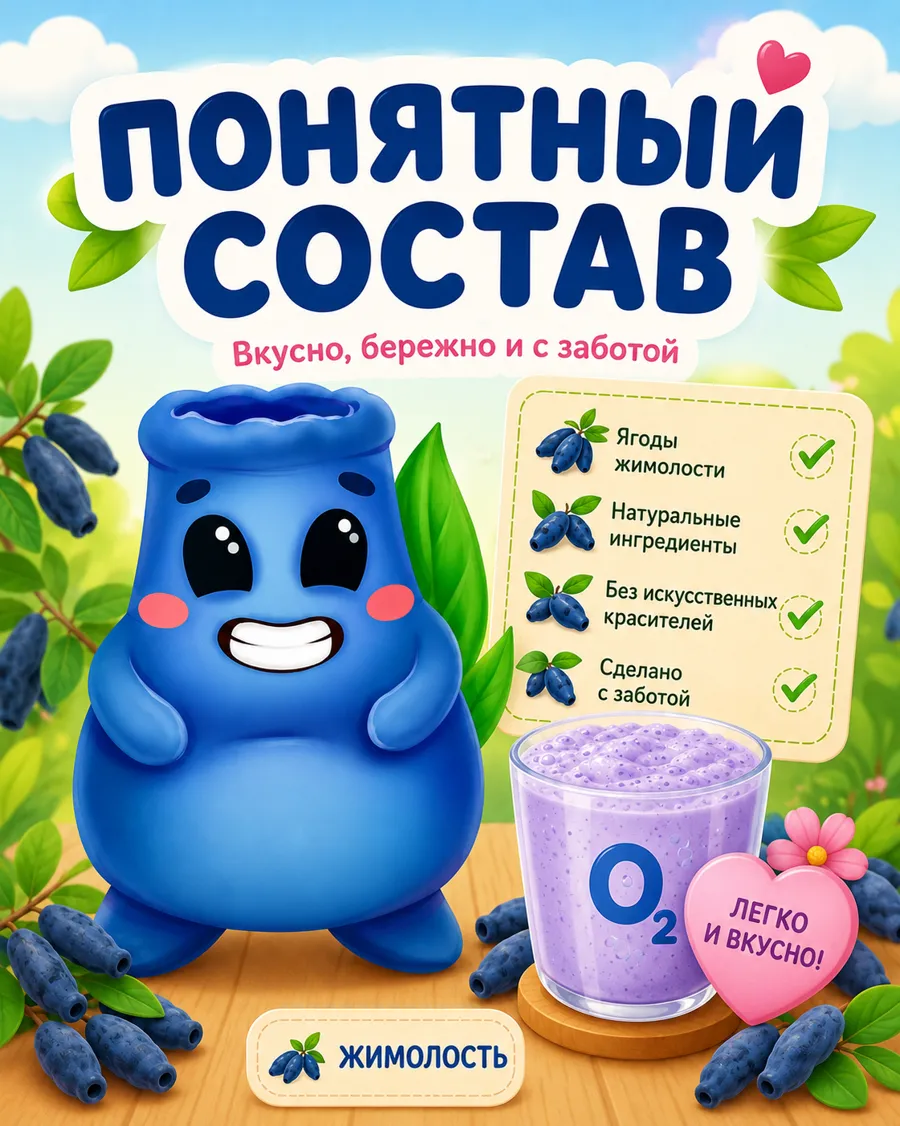 ПОНЯТНЫЙ
СОСТАВ
Вкусно, бережно и с заботой
Ягоды
жимолости
Натуральные
ингредиенты
Без искусственных
красителей
Сделано
с заботой
O₂
ЛЕГКО
И ВКУСНО!
ЖИМОЛОСТЬ